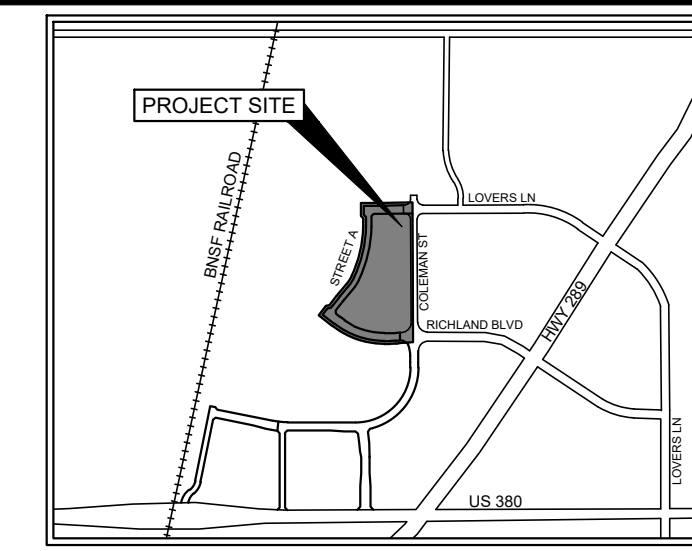 PROJECT SITE
BNSF RAILROAD
STREET A
COLEMAN ST
LOVERS LN
RICHLAND BLVD
HWY 289
LOVERS LN
US 380